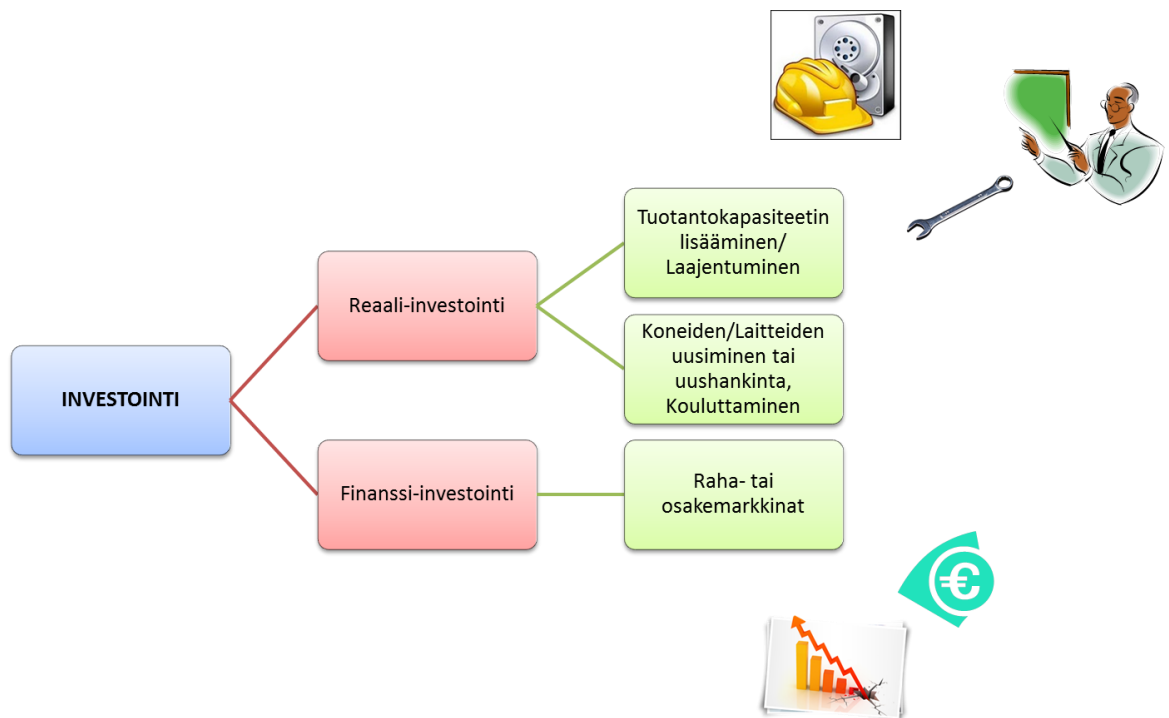 INVESTOINTI
Reaali-investointi
Tuotantokapasiteetin
lisääminen/
Laajentuminen
Koneiden/Laitteiden
uusiminen tai
uushankinta,
Kouluttaminen
Finanssi-investointi
Raha- tai
osakemarkkinat
€